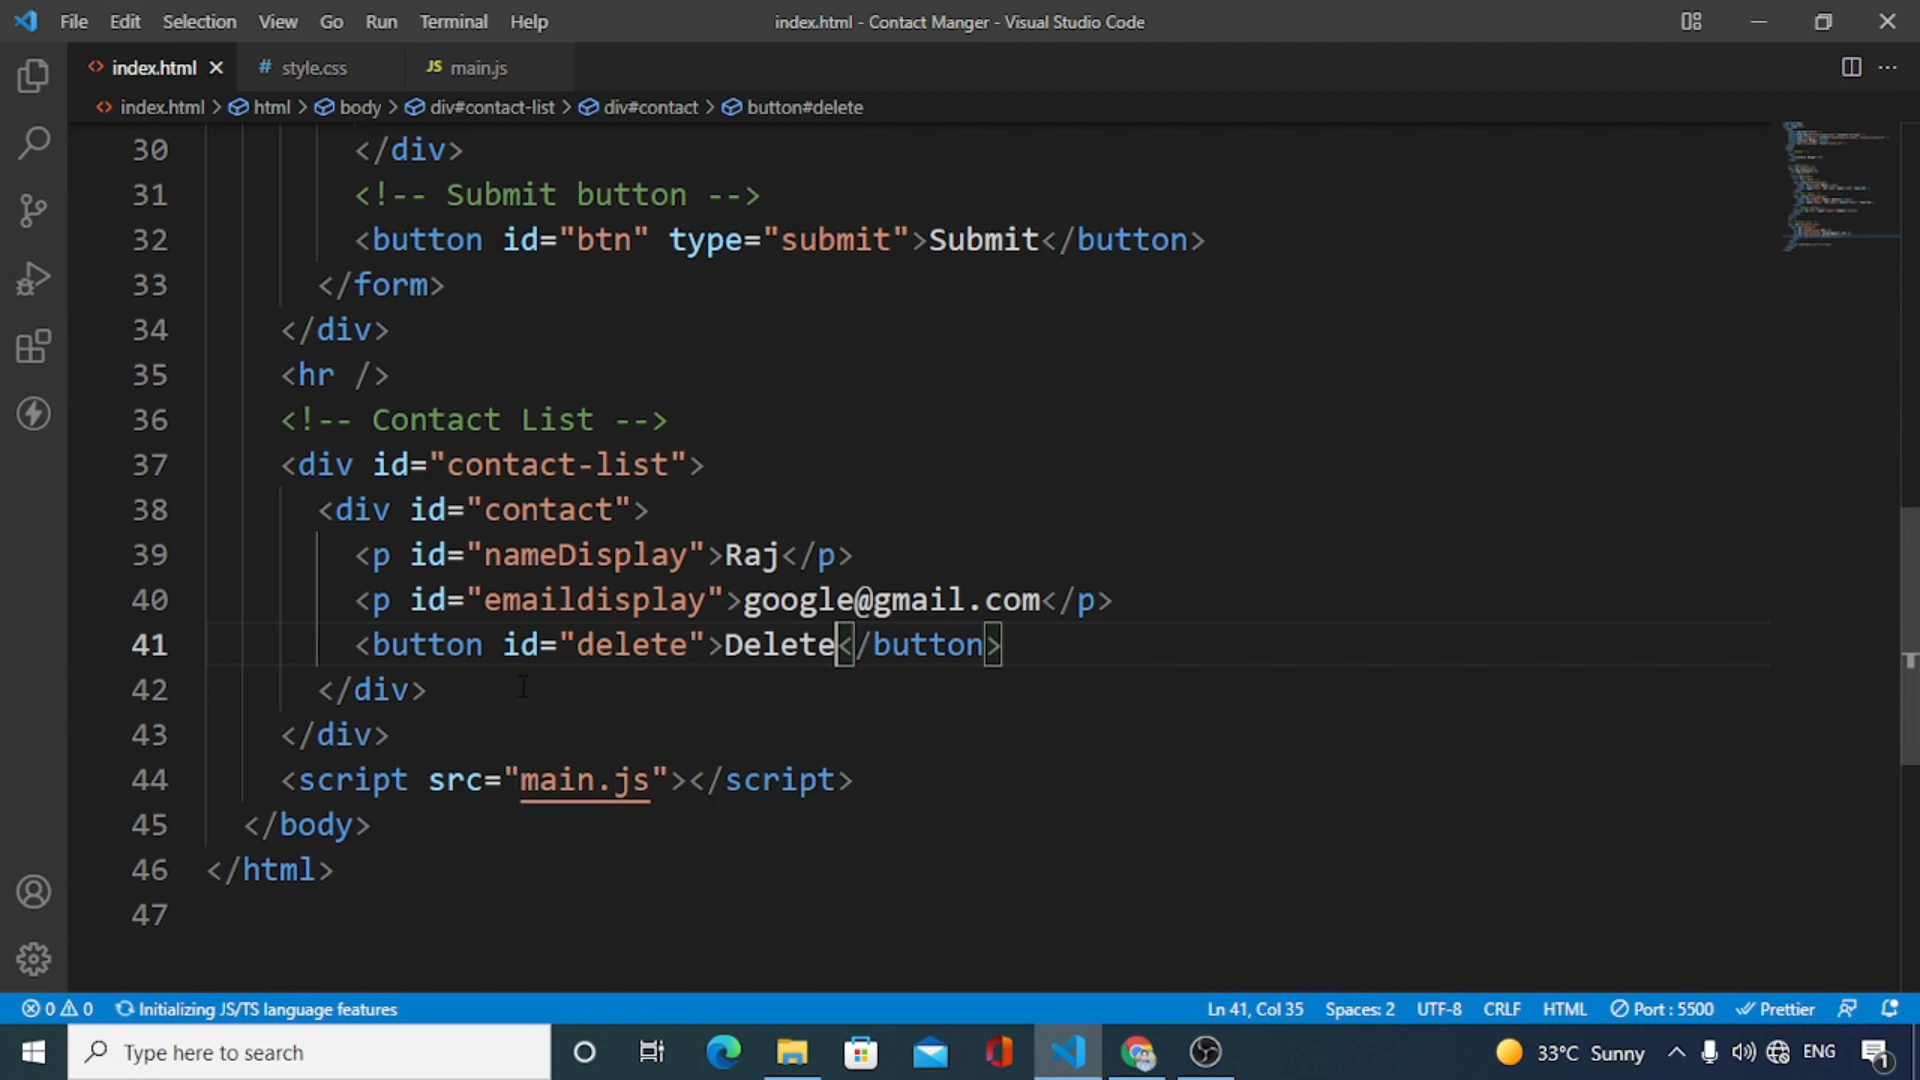 File Edit Selection View Go Run Terminal Help index.html - Contact Manger - Visual Studio Code
index.html style.css JS main.js
index.html > html > body > div#contact-list > div#contact > button#delete
30 </div>
31 <!-- Submit button -->
32 <button id="btn" type="submit">Submit</button>
33 </form>
34 </div>
35 <hr />
36 <!-- Contact List -->
37 <div id="contact-list">
38 <div id="contact">
39 <p id="nameDisplay">Raj</p>
40 <p id="emaildisplay">google@gmail.com</p>
41 <button id="delete">Delete</button>
42 </div>
43 </div>
44 <script src="main.js"></script>
45 </body>
46 </html>
47
0 0 Initializing JS/TS language features Ln 41, Col 35 Spaces: 2 UTF-8 CRLF HTML Port : 5500 Prettier
Type here to search 33°C Sunny ENG 1